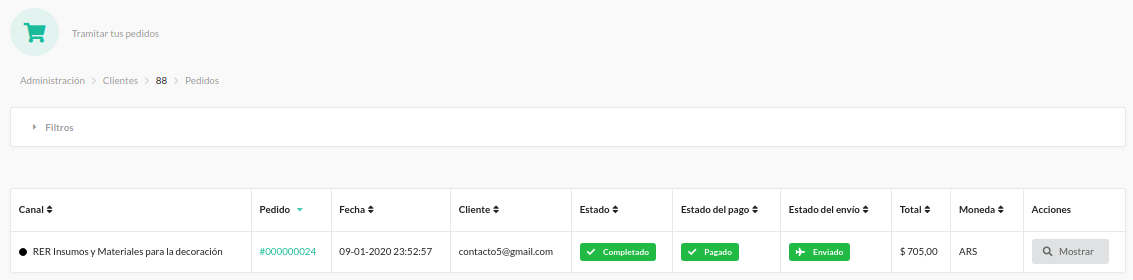 Tramitar tus pedidos
Administración > Clientes > 88 > Pedidos
Filtros
Canal Pedido Fecha Cliente Estado Estado del pago Estado del envío Total Moneda Acciones
RER Insumos y Materiales para la decoración #000000024 09-01-2020 23:52:57 contacto5@gmail.com Completado Pagado Enviado $ 705,00 ARS Mostrar